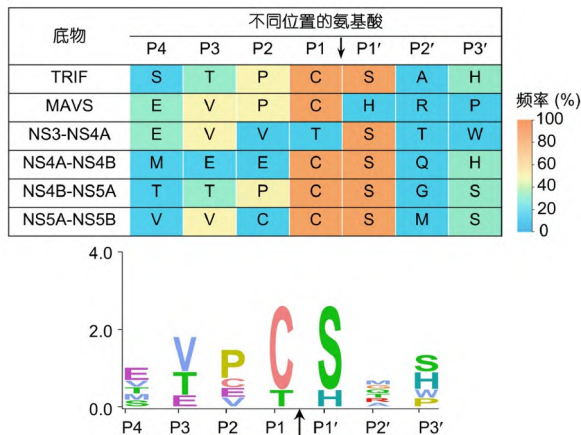 底物 不同位置的氨基酸
P4 P3 P2 P1 ↓ P1′ P2′ P3′
TRIF S T P C S A H
MAVS E V P C H R P
NS3-NS4A E V V T S T W
NS4A-NS4B M E E C S Q H
NS4B-NS5A T T P C S G S
NS5A-NS5B V V C C S M S
频率 (%)
100
80
60
40
20
0
4.0
2.0
0.0
E V T M S
V T E
P C E V
C T
S H
M Q T R A
S H W P
P4 P3 P2 P1 ↑ P1′ P2′ P3′